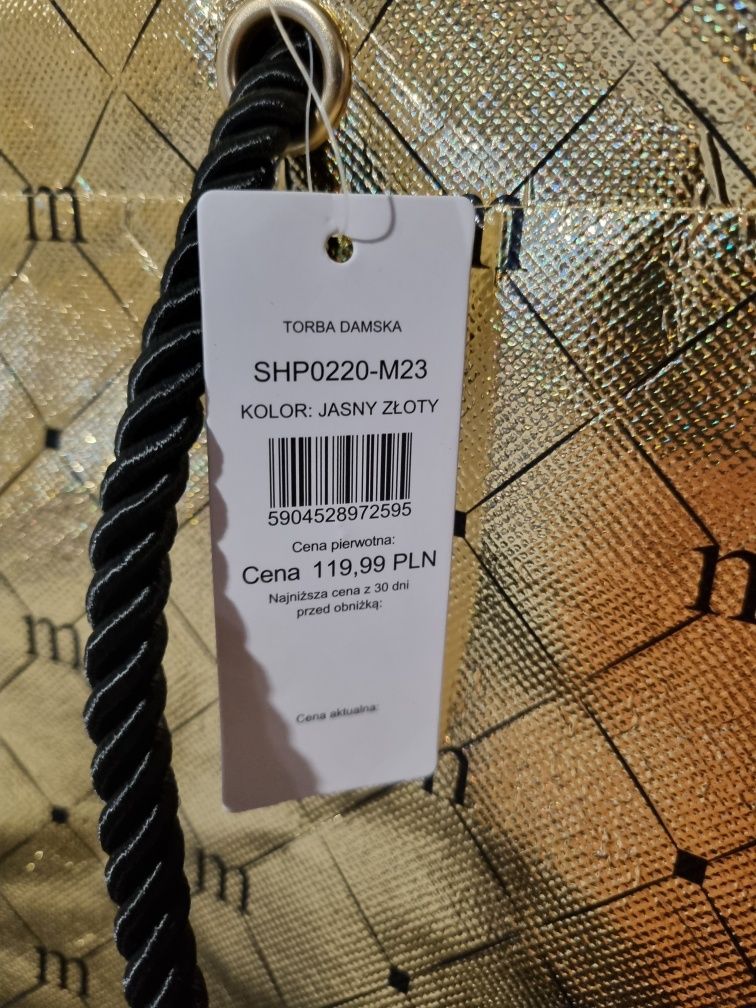 m
TORBA DAMSKA
SHP0220-M23
KOLOR: JASNY ZŁOTY
5904528972595
Cena pierwotna:
Cena 119,99 PLN
Najniższa cena z 30 dni
przed obniżką:
Cena aktualna:
m
m
m
m
m